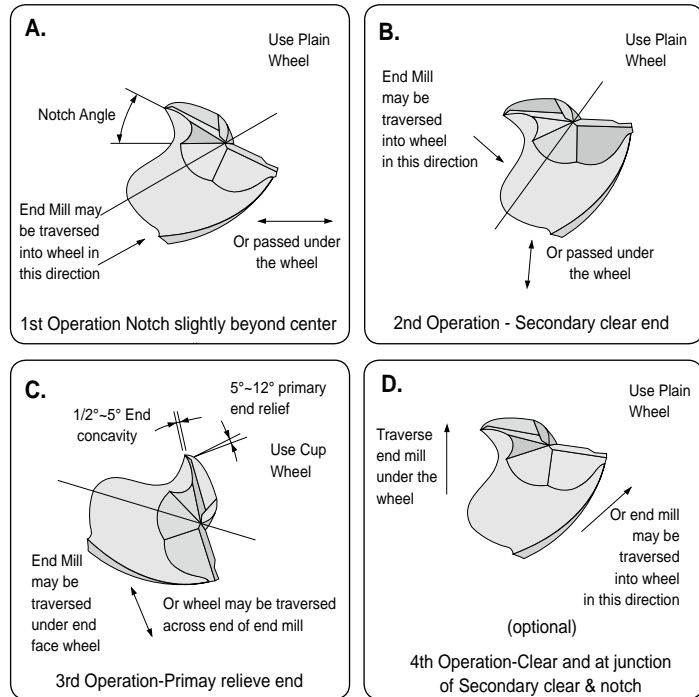 A.
Use Plain
Wheel
Notch Angle
End Mill may
be traversed
into wheel in
this direction
Or passed under
the wheel
1st Operation Notch slightly beyond center
B.
Use Plain
Wheel
End Mill
may be
traversed
into wheel
in this direction
Or passed under
the wheel
2nd Operation - Secondary clear end
C.
1/2°~5° End
concavity
5°~12° primary
end relief
Use Cup
Wheel
End Mill
may be
traversed
under end
face wheel
Or wheel may be traversed
across end of end mill
3rd Operation-Primay relieve end
D.
Use Plain
Wheel
Traverse
end mill
under the
wheel
Or end mill
may be
traversed
into wheel
in this direction
(optional)
4th Operation-Clear and at junction
of Secondary clear & notch